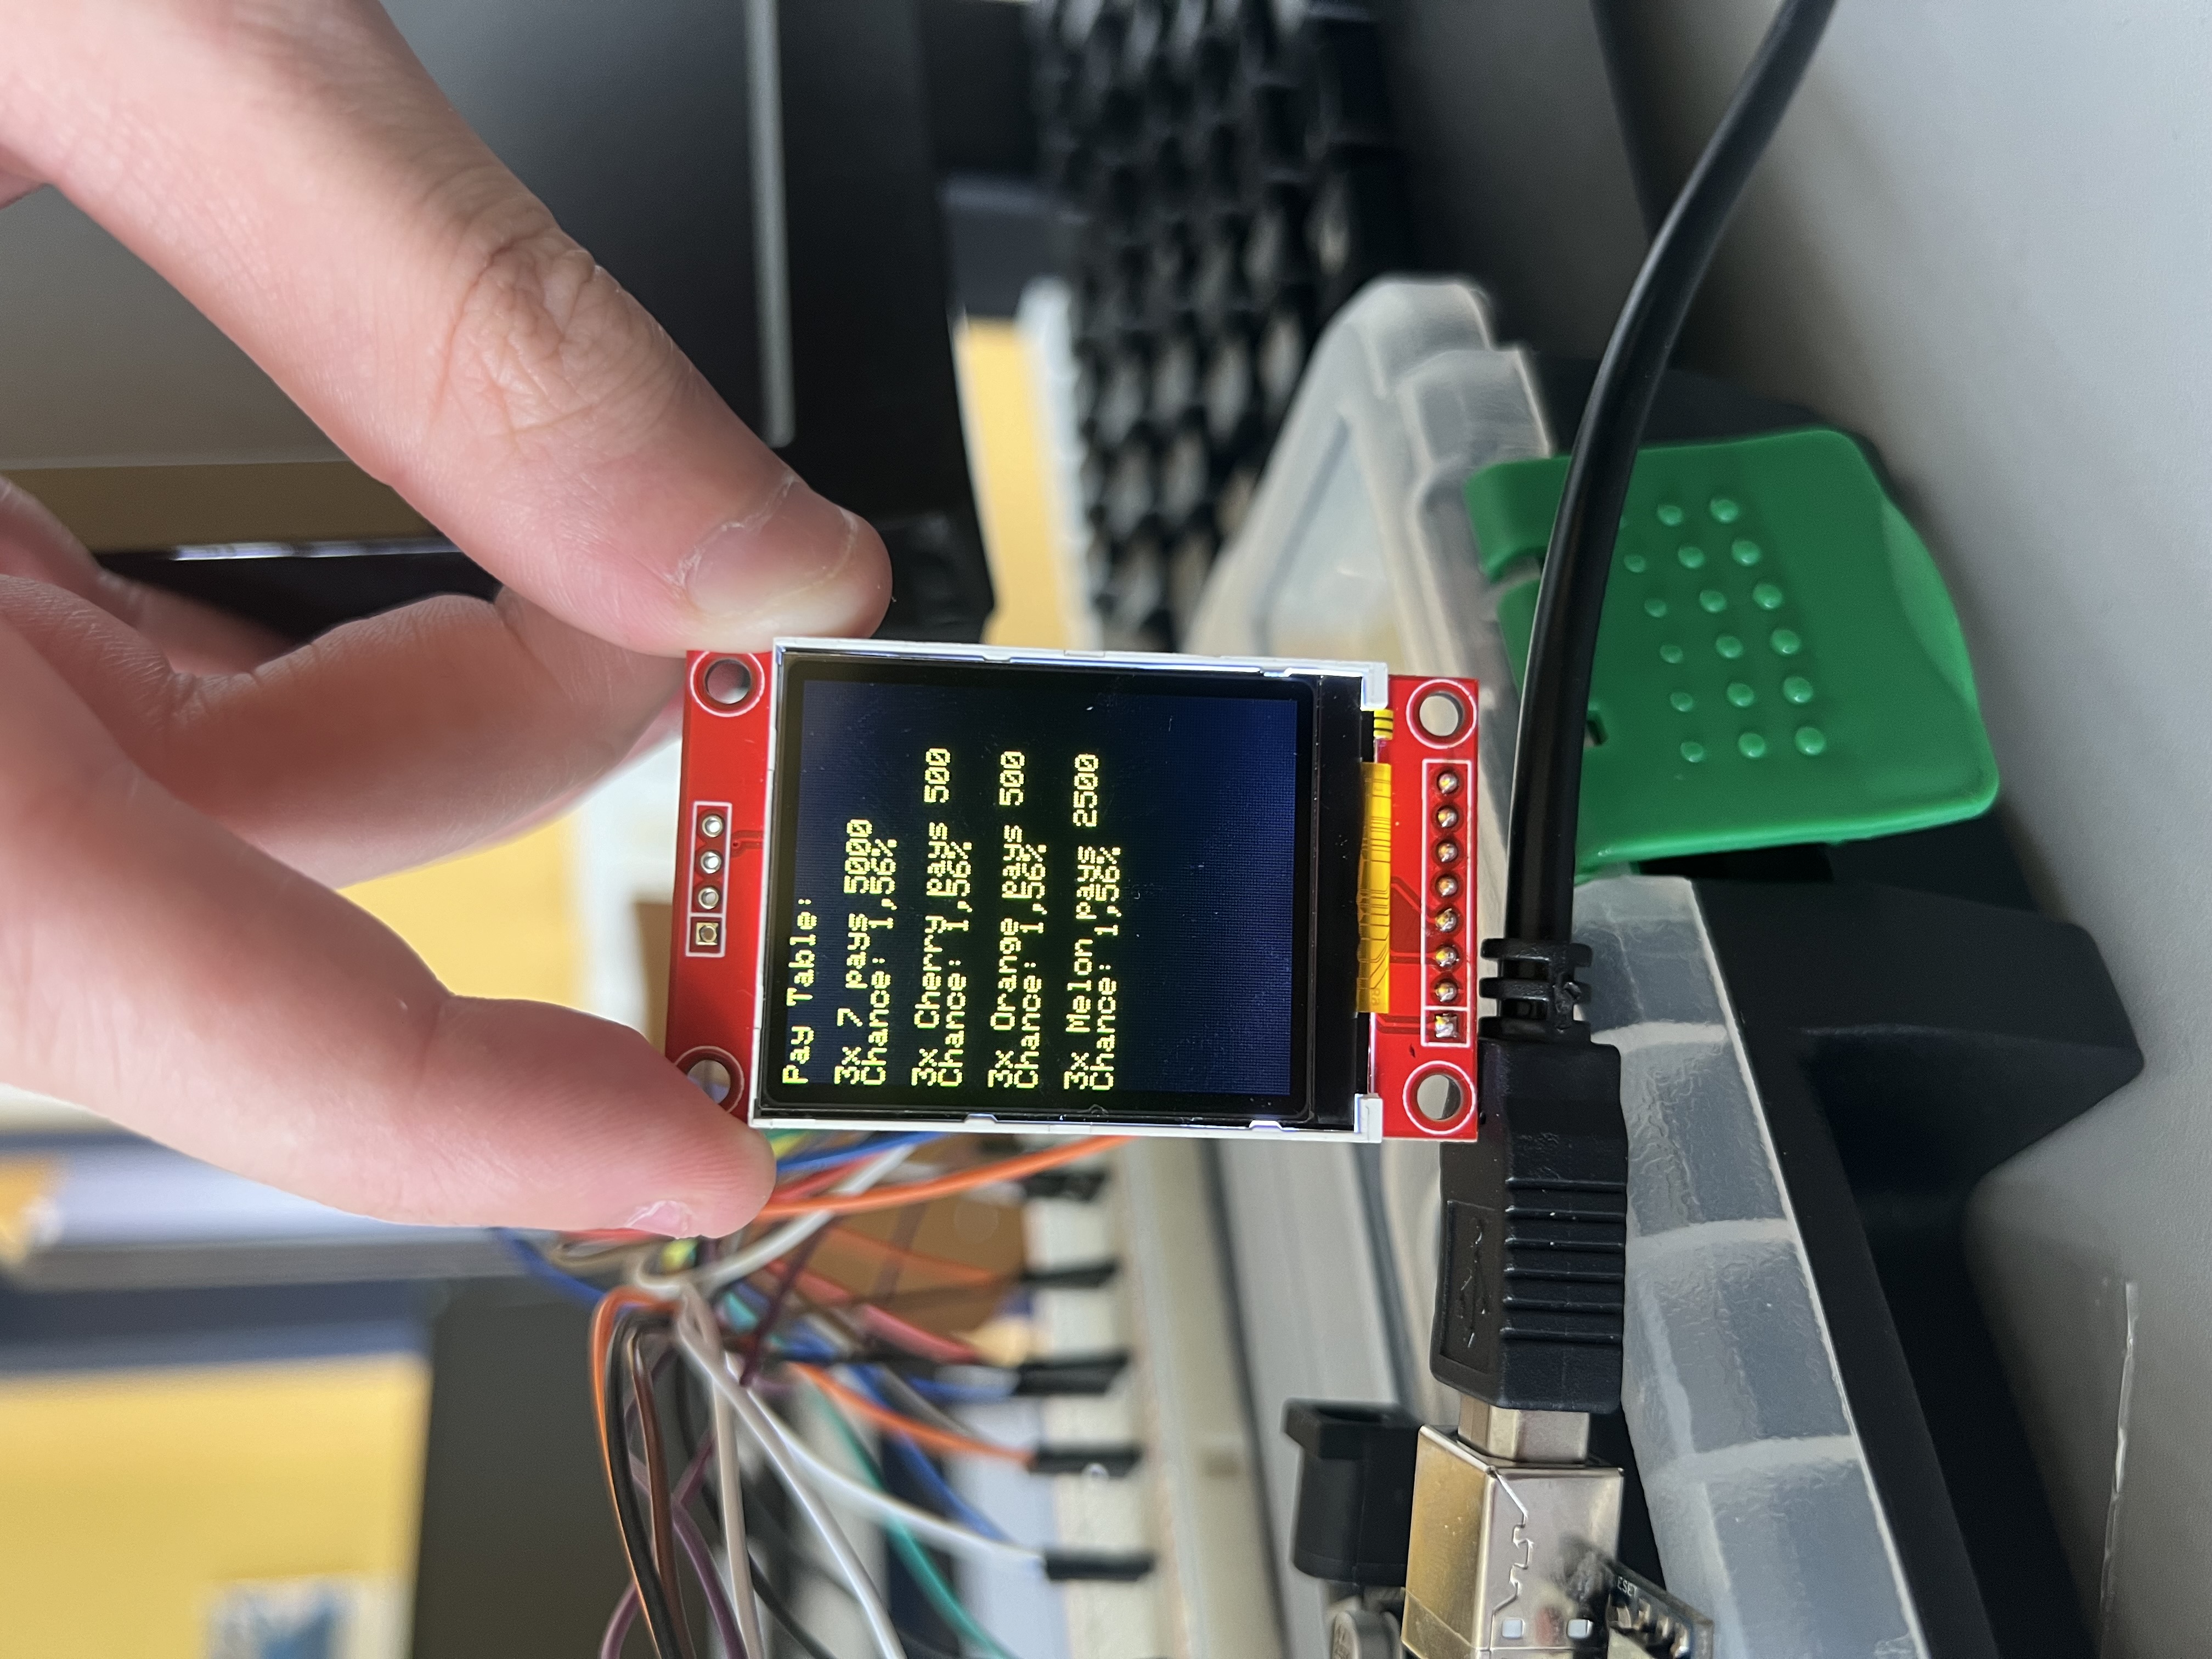 Pay Table:
3x 7 pays 5000
Chance: 1,56%
3x Cherry pays 500
Chance: 1,56%
3x Orange pays 500
Chance: 1,56%
3x Melon pays 2500
Chance: 1,56%